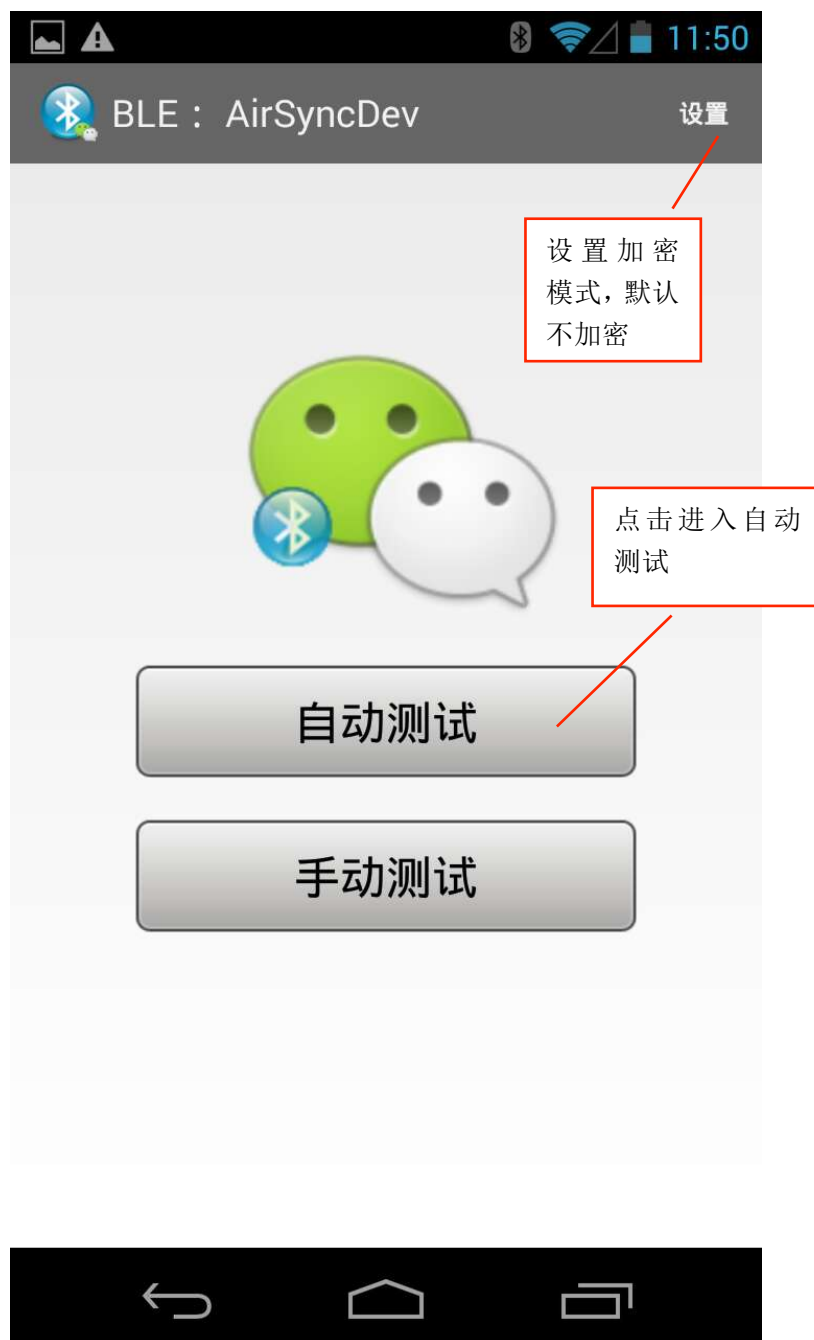 11:50
BLE： AirSyncDev
设置
设置加密
模式，默认
不加密
点击进入自动
测试
自动测试
手动测试